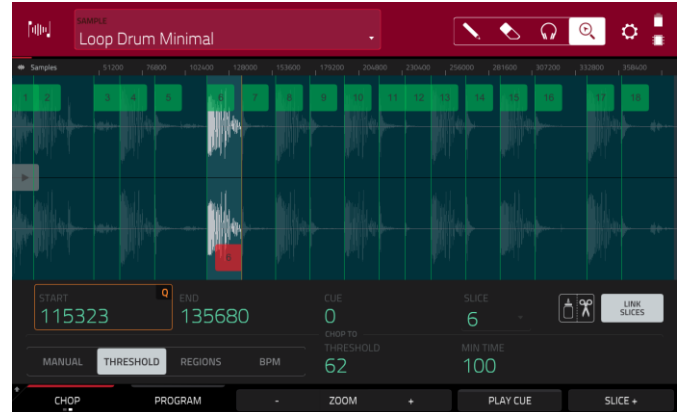 SAMPLE
Loop Drum Minimal
Samples 51200 76800 102400 128000 153600 179200 204800 230400 256000 281600 307200 332800 358400
1 2 3 4 5 6 7 8 9 10 11 12 13 14 15 16 17 18
6
START Q END CUE SLICE
115323 135680 0 6
LINK SLICES
CHOP TO
THRESHOLD MIN TIME
MANUAL THRESHOLD REGIONS BPM 62 100
CHOP PROGRAM - ZOOM + PLAY CUE SLICE +